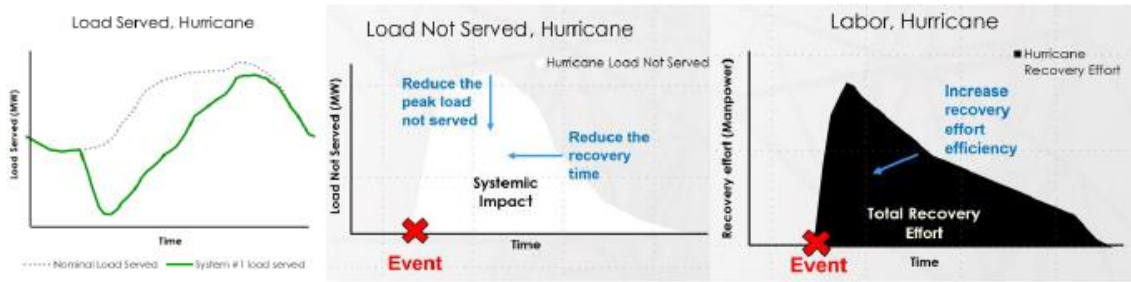 Load Served, Hurricane
Load Served (MW)
Time
Nominal Load Served
System #1 load served
Load Not Served, Hurricane
Hurricane Load Not Served
Reduce the
peak load
not served
Reduce the
recovery
time
Systemic
Impact
Load Not Served (MW)
Time
Event
Labor, Hurricane
Hurricane
Recovery Effort
Increase
recovery
effort
efficiency
Total Recovery
Effort
Recovery effort (Manpower)
Time
Event